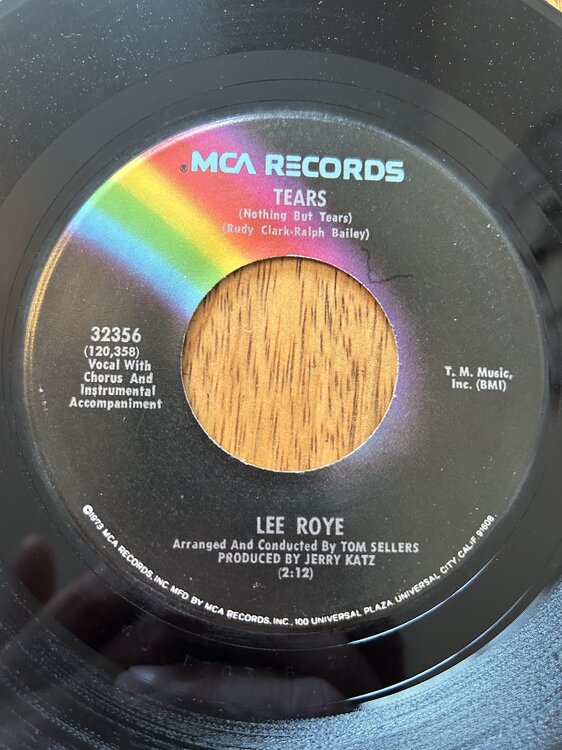 ® MCA RECORDS
TEARS
(Nothing But Tears)
(Rudy Clark-Ralph Bailey)
32356
(120,358)
Vocal With
Chorus And
Instrumental
Accompaniment
T. M. Music,
Inc. (BMI)
LEE ROYE
Arranged And Conducted By TOM SELLERS
PRODUCED BY JERRY KATZ
(2:12)
©1973 MCA RECORDS, INC. MFD BY MCA RECORDS, INC., 100 UNIVERSAL PLAZA, UNIVERSAL CITY, CALIF. 91608